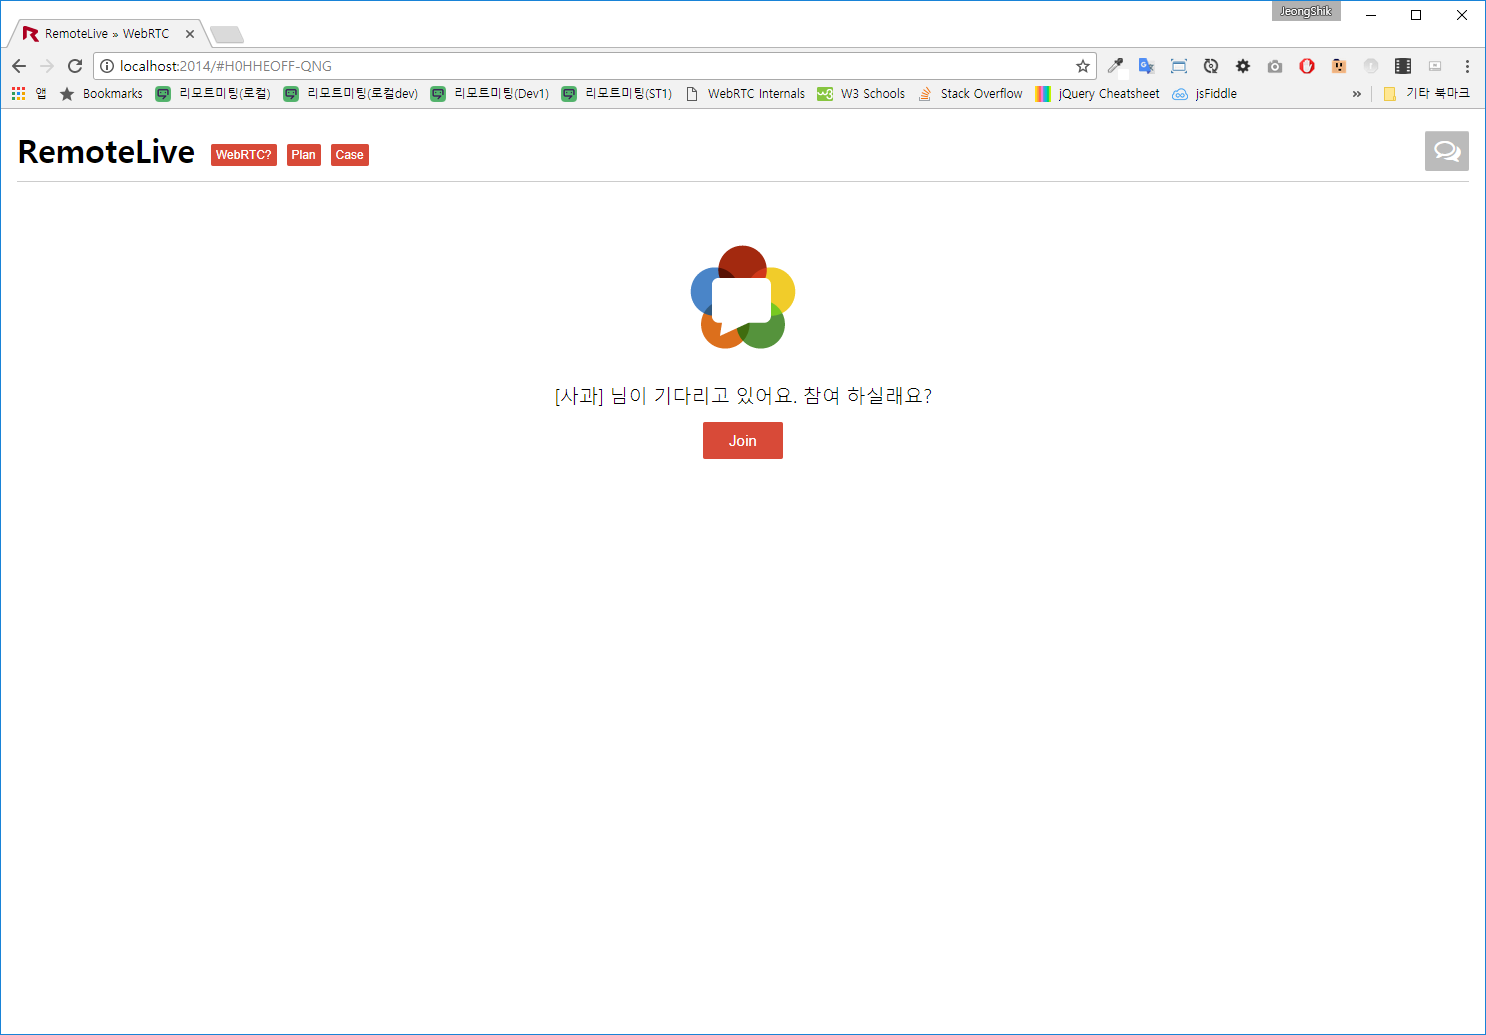 JeongShik
RemoteLive » WebRTC
localhost:2014/#H0HHEOFF-QNG
앱 Bookmarks 리모트미팅(로컬) 리모트미팅(로컬dev) 리모트미팅(Dev1) 리모트미팅(ST1) WebRTC Internals W3 Schools Stack Overflow jQuery Cheatsheet jsFiddle » 기타 북마크
RemoteLive WebRTC? Plan Case
[사과] 님이 기다리고 있어요. 참여 하실래요?
Join